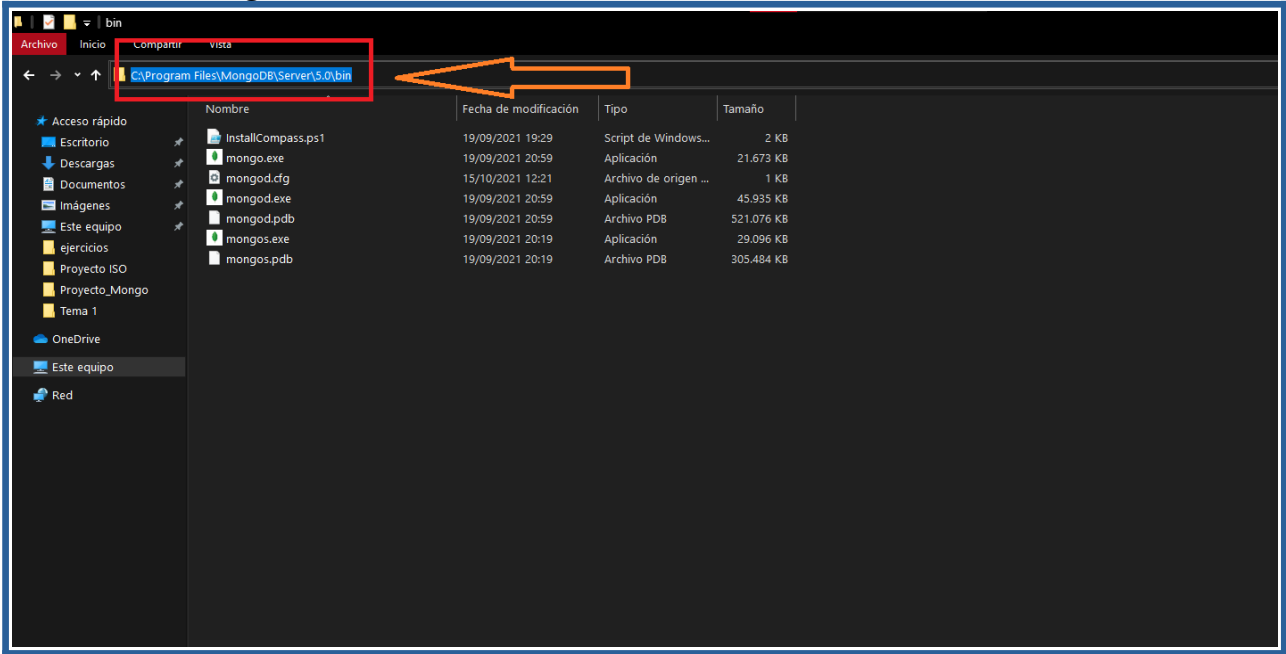 bin
Archivo Inicio Compartir Vista
C:\Program Files\MongoDB\Server\5.0\bin
Nombre Fecha de modificación Tipo Tamaño
Acceso rápido
Escritorio
Descargas
Documentos
Imágenes
Este equipo
ejercicios
Proyecto ISO
Proyecto_Mongo
Tema 1
OneDrive
Este equipo
Red
InstallCompass.ps1 19/09/2021 19:29 Script de Windows... 2 KB
mongo.exe 19/09/2021 20:59 Aplicación 21.673 KB
mongod.cfg 15/10/2021 12:21 Archivo de origen ... 1 KB
mongod.exe 19/09/2021 20:59 Aplicación 45.935 KB
mongod.pdb 19/09/2021 20:59 Archivo PDB 521.076 KB
mongos.exe 19/09/2021 20:19 Aplicación 29.096 KB
mongos.pdb 19/09/2021 20:19 Archivo PDB 305.484 KB